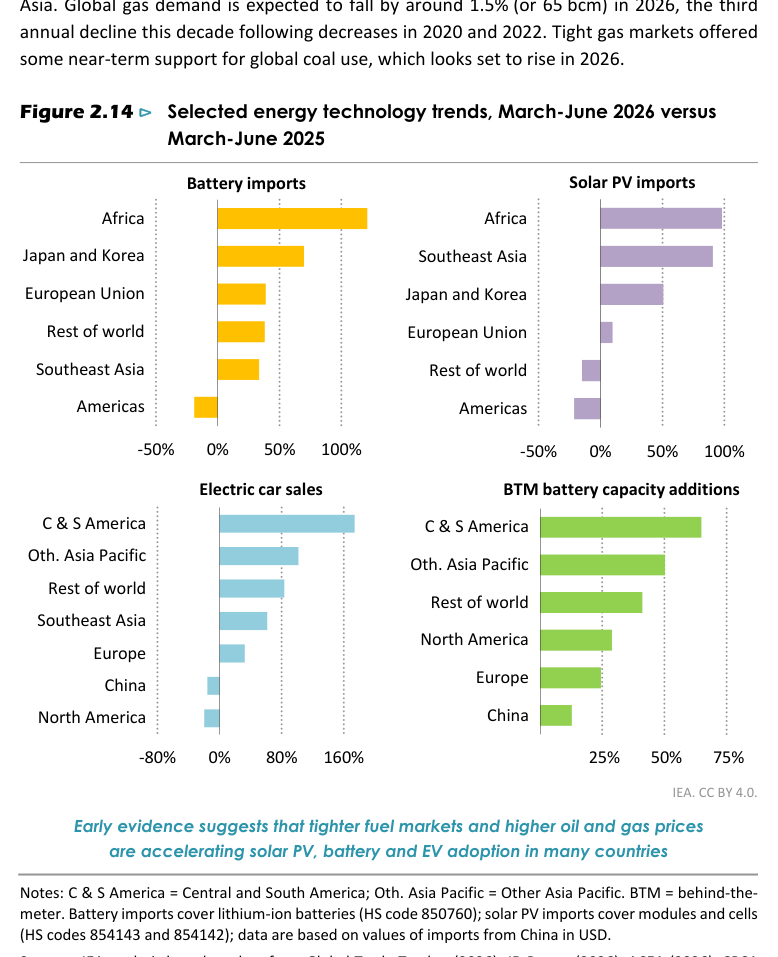 Asia. Global gas demand is expected to fall by around 1.5% (or 65 bcm) in 2026, the third
annual decline this decade following decreases in 2020 and 2022. Tight gas markets offered
some near-term support for global coal use, which looks set to rise in 2026.
Figure 2.14 ▻ Selected energy technology trends, March-June 2026 versus
March-June 2025
Battery imports
Africa
Japan and Korea
European Union
Rest of world
Southeast Asia
Americas
-50% 0% 50% 100%
Solar PV imports
Africa
Southeast Asia
Japan and Korea
European Union
Rest of world
Americas
-50% 0% 50% 100%
Electric car sales
C & S America
Oth. Asia Pacific
Rest of world
Southeast Asia
Europe
China
North America
-80% 0% 80% 160%
BTM battery capacity additions
C & S America
Oth. Asia Pacific
Rest of world
North America
Europe
China
25% 50% 75%
IEA. CC BY 4.0.
Early evidence suggests that tighter fuel markets and higher oil and gas prices
are accelerating solar PV, battery and EV adoption in many countries
Notes: C & S America = Central and South America; Oth. Asia Pacific = Other Asia Pacific. BTM = behind-the-
meter. Battery imports cover lithium-ion batteries (HS code 850760); solar PV imports cover modules and cells
(HS codes 854143 and 854142); data are based on values of imports from China in USD.